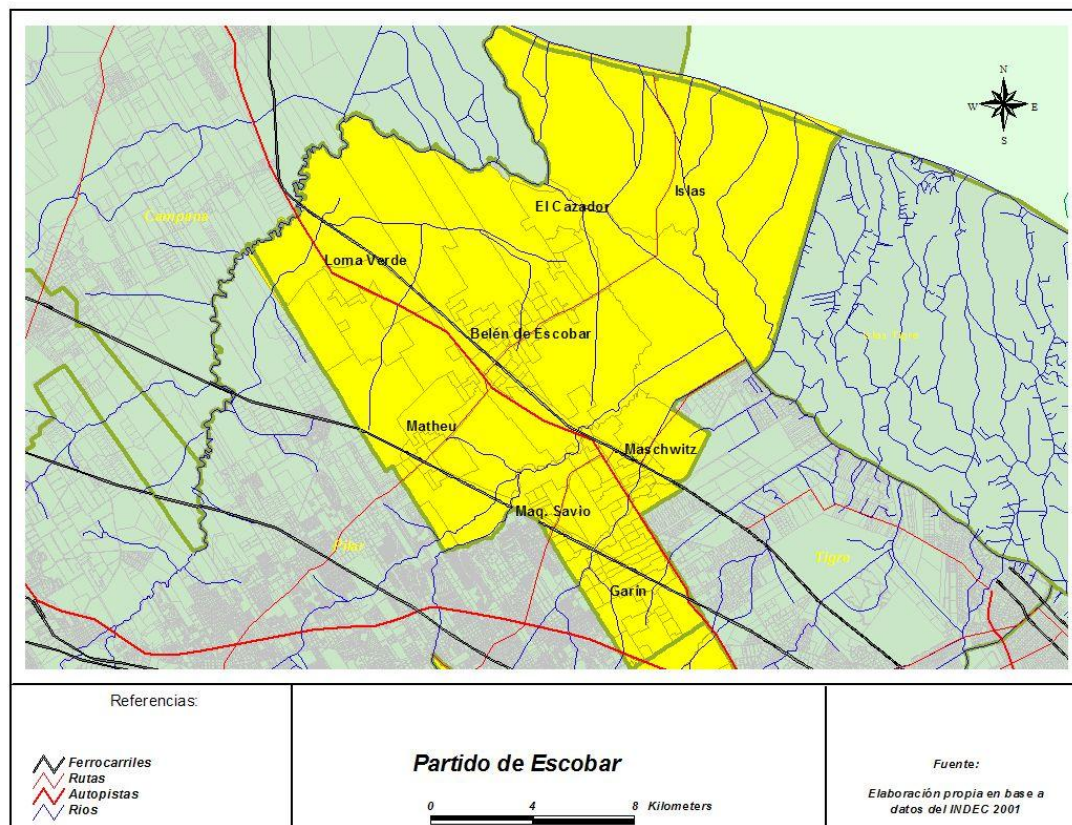 N
W E
S
Campana
El Cazador
Islas
Loma Verde
Belén de Escobar
Matheu
Maschwitz
Maq. Savio
Pilar
Tigre
Garín
Referencias:
Ferrocarriles
Rutas
Autopistas
Rios
Partido de Escobar
0 4 8 Kilometers
Fuente:
Elaboración propia en base a
datos del INDEC 2001